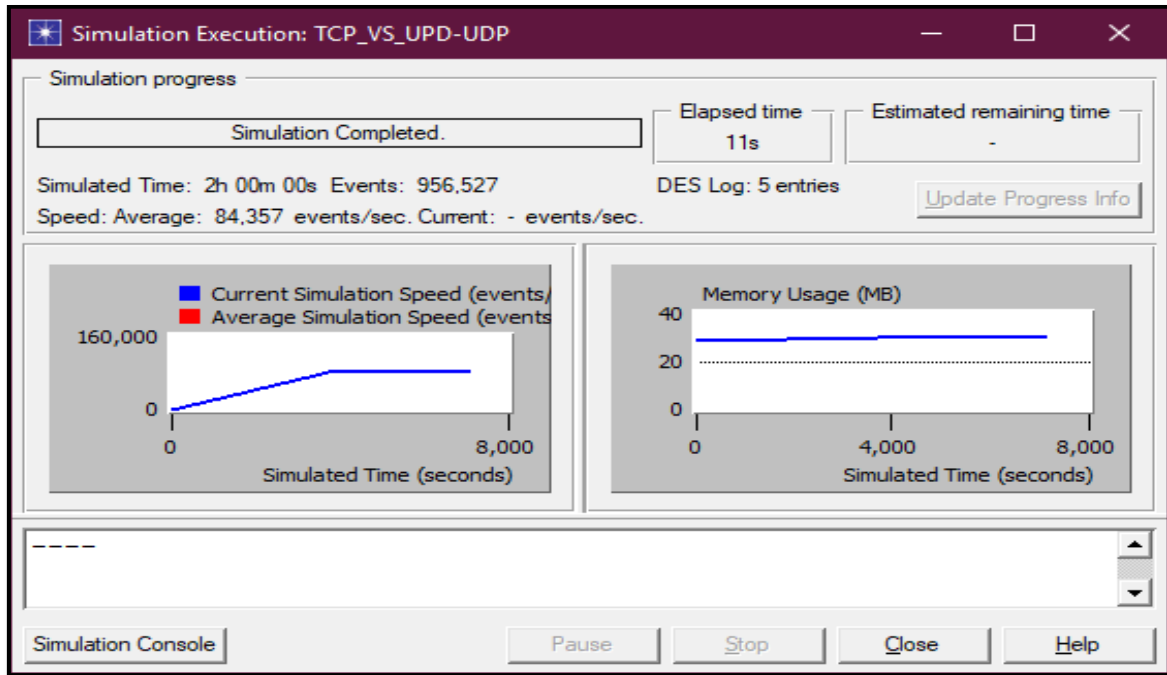 Simulation Execution: TCP_VS_UPD-UDP
Simulation progress
Simulation Completed.
Elapsed time
11s
Estimated remaining time
-
Simulated Time: 2h 00m 00s Events: 956,527
DES Log: 5 entries
Speed: Average: 84,357 events/sec. Current: - events/sec.
Update Progress Info
Current Simulation Speed (events/
Average Simulation Speed (events
160,000
0
0
8,000
Simulated Time (seconds)
Memory Usage (MB)
40
20
0
0
4,000
8,000
Simulated Time (seconds)
----
Simulation Console
Pause
Stop
Close
Help